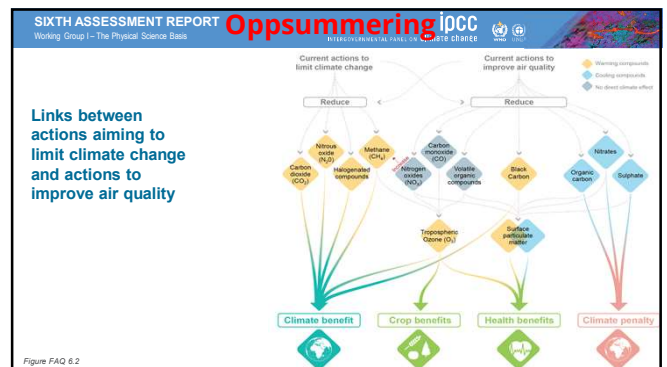 SIXTH ASSESSMENT REPORT
Working Group I – The Physical Science Basis
Oppsummering
ipcc
INTERGOVERNMENTAL PANEL ON climate change
WMO
UNEP
Links between
actions aiming to
limit climate change
and actions to
improve air quality
Current actions to
limit climate change
Current actions to
improve air quality
Warming compounds
Cooling compounds
No direct climate effect
Reduce
Reduce
Carbon
dioxide
(CO₂)
Nitrous
oxide
(N₂O)
Halogenated
compounds
Methane
(CH₄)
Nitrogen
oxides
(NOₓ)
Carbon
monoxide
(CO)
Volatile
organic
compounds
Black
Carbon
Organic
carbon
Nitrates
Sulphate
Tropospheric
Ozone (O₃)
Surface
particulate
matter
Climate benefit
Crop benefits
Health benefits
Climate penalty
Figure FAQ 6.2